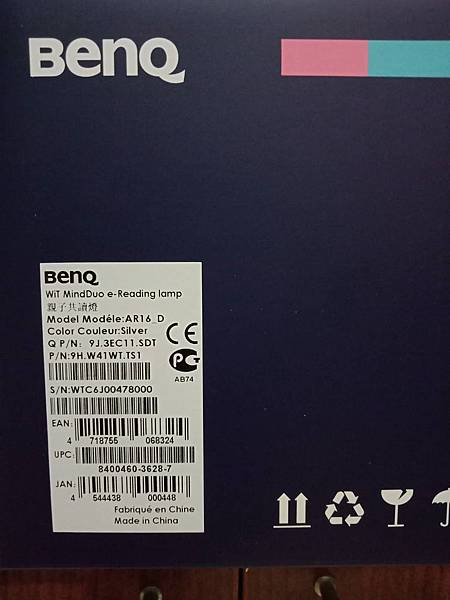 BenQ
BenQ
WiT MindDuo e-Reading lamp
親子共讀燈
Model Modéle:AR16_D
Color Couleur:Silver
Q P/N: 9J.3EC11.SDT
P/N:9H.W41WT.TS1
CE
PG
AB74
S/N:WTC6J00478000
EAN:
4 718755 068324
UPC:
8400460-3628-7
JAN:
4 544438 000448
Fabriqué en Chine
Made in China